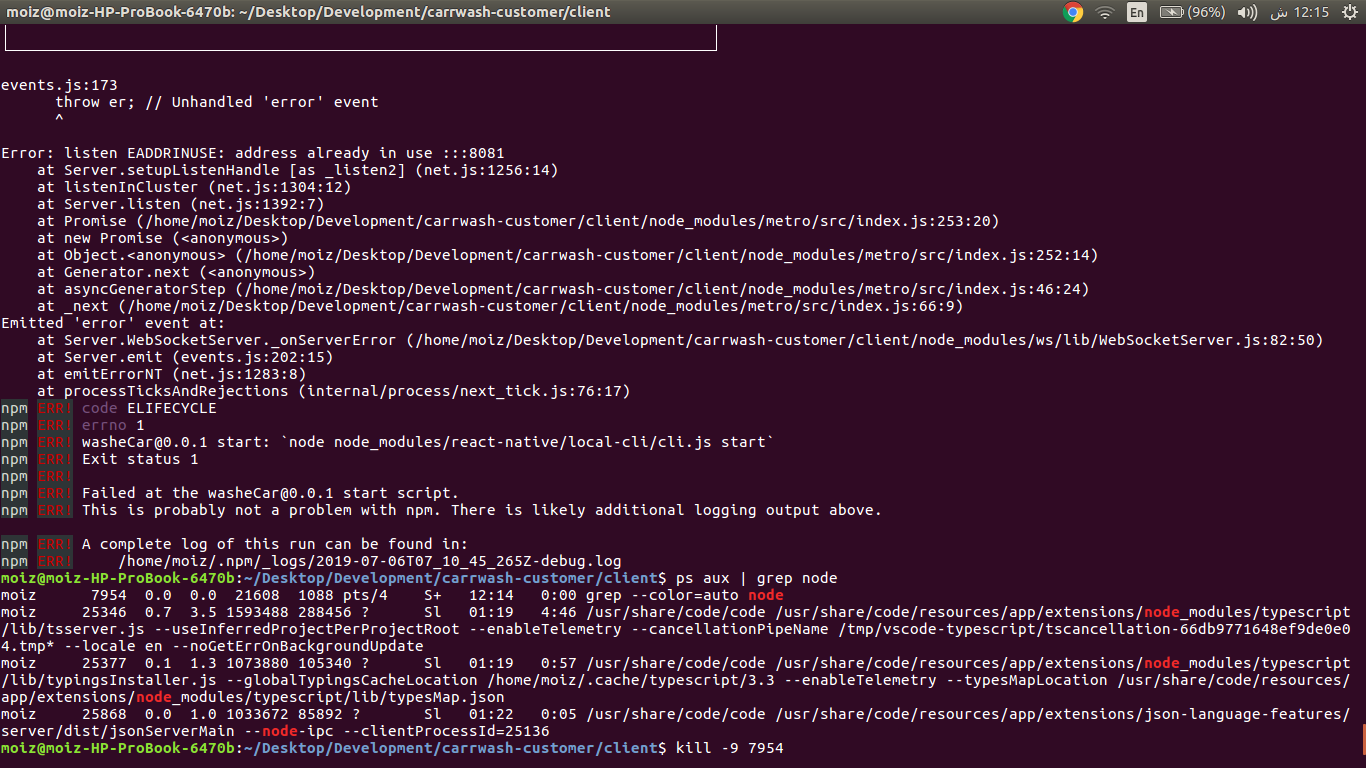 moiz@moiz-HP-ProBook-6470b: ~/Desktop/Development/carrwash-customer/client
En (96%) ش 12:15
events.js:173
      throw er; // Unhandled 'error' event
      ^
Error: listen EADDRINUSE: address already in use :::8081
    at Server.setupListenHandle [as _listen2] (net.js:1256:14)
    at listenInCluster (net.js:1304:12)
    at Server.listen (net.js:1392:7)
    at Promise (/home/moiz/Desktop/Development/carrwash-customer/client/node_modules/metro/src/index.js:253:20)
    at new Promise (<anonymous>)
    at Object.<anonymous> (/home/moiz/Desktop/Development/carrwash-customer/client/node_modules/metro/src/index.js:252:14)
    at Generator.next (<anonymous>)
    at asyncGeneratorStep (/home/moiz/Desktop/Development/carrwash-customer/client/node_modules/metro/src/index.js:46:24)
    at _next (/home/moiz/Desktop/Development/carrwash-customer/client/node_modules/metro/src/index.js:66:9)
Emitted 'error' event at:
    at Server.WebSocketServer._onServerError (/home/moiz/Desktop/Development/carrwash-customer/client/node_modules/ws/lib/WebSocketServer.js:82:50)
    at Server.emit (events.js:202:15)
    at emitErrorNT (net.js:1283:8)
    at processTicksAndRejections (internal/process/next_tick.js:76:17)
npm ERR! code ELIFECYCLE
npm ERR! errno 1
npm ERR! washeCar@0.0.1 start: `node node_modules/react-native/local-cli/cli.js start`
npm ERR! Exit status 1
npm ERR!
npm ERR! Failed at the washeCar@0.0.1 start script.
npm ERR! This is probably not a problem with npm. There is likely additional logging output above.
npm ERR! A complete log of this run can be found in:
npm ERR!     /home/moiz/.npm/_logs/2019-07-06T07_10_45_265Z-debug.log
moiz@moiz-HP-ProBook-6470b:~/Desktop/Development/carrwash-customer/client$ ps aux | grep node
moiz      7954  0.0  0.0  21608  1088 pts/4    S+   12:14   0:00 grep --color=auto node
moiz     25346  0.7  3.5 1593488 288456 ?      Sl   01:19   4:46 /usr/share/code/code /usr/share/code/resources/app/extensions/node_modules/typescript
/lib/tsserver.js --useInferredProjectPerProjectRoot --enableTelemetry --cancellationPipeName /tmp/vscode-typescript/tscancellation-66db9771648ef9de0e0
4.tmp* --locale en --noGetErrOnBackgroundUpdate
moiz     25377  0.1  1.3 1073880 105340 ?      Sl   01:19   0:57 /usr/share/code/code /usr/share/code/resources/app/extensions/node_modules/typescript
/lib/typingsInstaller.js --globalTypingsCacheLocation /home/moiz/.cache/typescript/3.3 --enableTelemetry --typesMapLocation /usr/share/code/resources/
app/extensions/node_modules/typescript/lib/typesMap.json
moiz     25868  0.0  1.0 1033672 85892 ?       Sl   01:22   0:05 /usr/share/code/code /usr/share/code/resources/app/extensions/json-language-features/
server/dist/jsonServerMain --node-ipc --clientProcessId=25136
moiz@moiz-HP-ProBook-6470b:~/Desktop/Development/carrwash-customer/client$ kill -9 7954